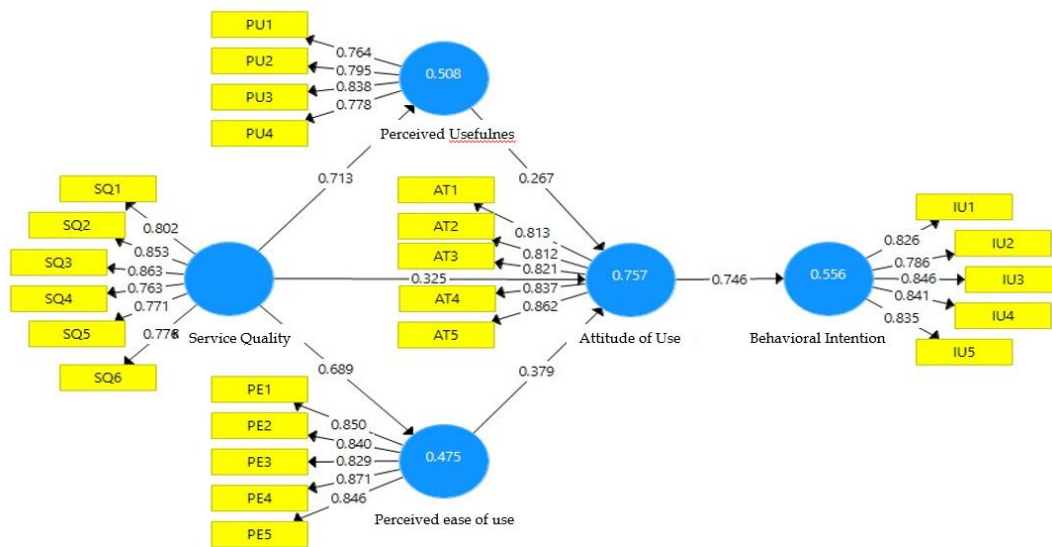 PU1
PU2
PU3
PU4
0.764
0.795
0.838
0.778
0.508
Perceived Usefulnes
0.713
0.267
SQ1
SQ2
SQ3
SQ4
SQ5
SQ6
0.802
0.853
0.863
0.763
0.771
0.776
Service Quality
0.325
AT1
AT2
AT3
AT4
AT5
0.813
0.812
0.821
0.837
0.862
0.757
Attitude of Use
0.746
0.556
Behavioral Intention
0.826
0.786
0.846
0.841
0.835
IU1
IU2
IU3
IU4
IU5
0.689
0.379
PE1
PE2
PE3
PE4
PE5
0.850
0.840
0.829
0.871
0.846
0.475
Perceived ease of use